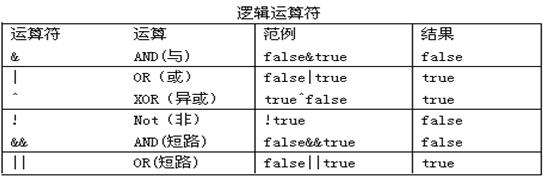 逻辑运算符
运算符 运算 范例 结果
& AND(与) false&true false
| OR（或） false|true true
^ XOR（异或） true^false true
! Not（非） !true false
&& AND(短路) false&&true false
|| OR(短路) false||true true